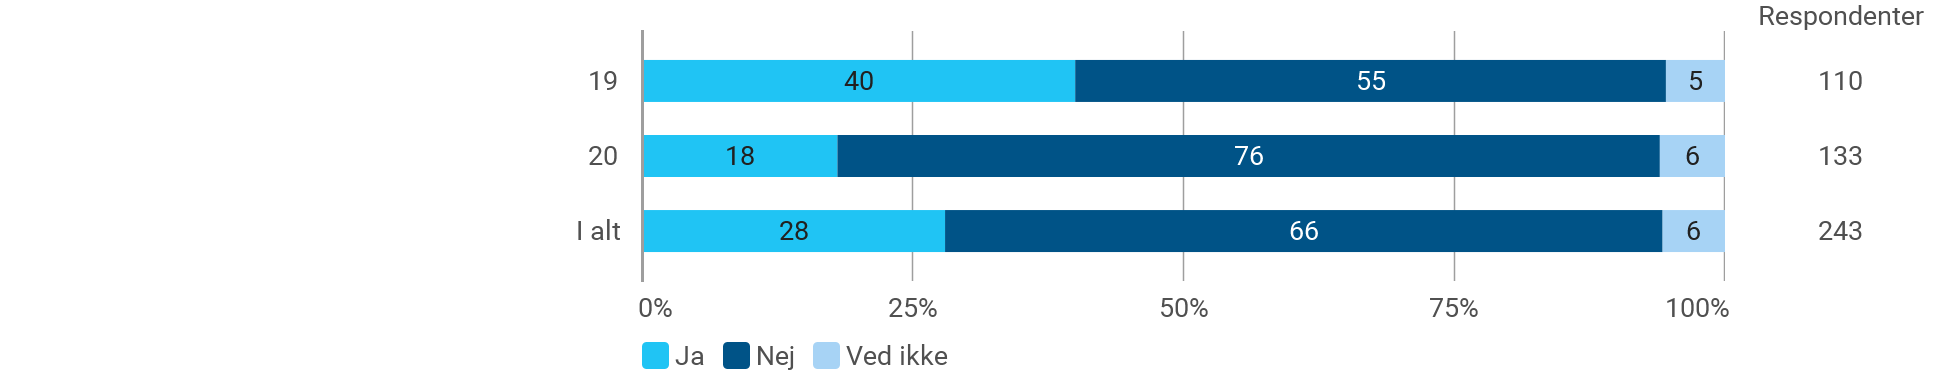 Respondenter
19 40 55 5 110
20 18 76 6 133
I alt 28 66 6 243
0% 25% 50% 75% 100%
Ja Nej Ved ikke